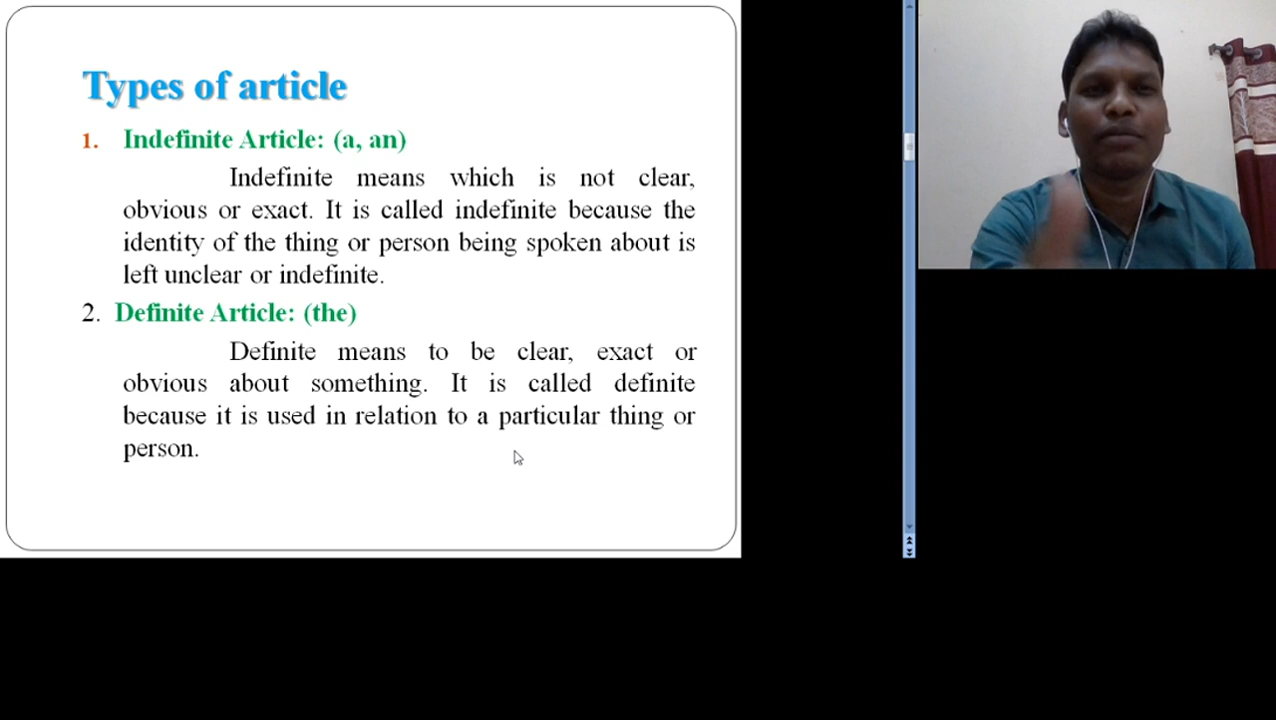 Types of article
1. Indefinite Article: (a, an)
Indefinite means which is not clear,
obvious or exact. It is called indefinite because the
identity of the thing or person being spoken about is
left unclear or indefinite.
2. Definite Article: (the)
Definite means to be clear, exact or
obvious about something. It is called definite
because it is used in relation to a particular thing or
person.